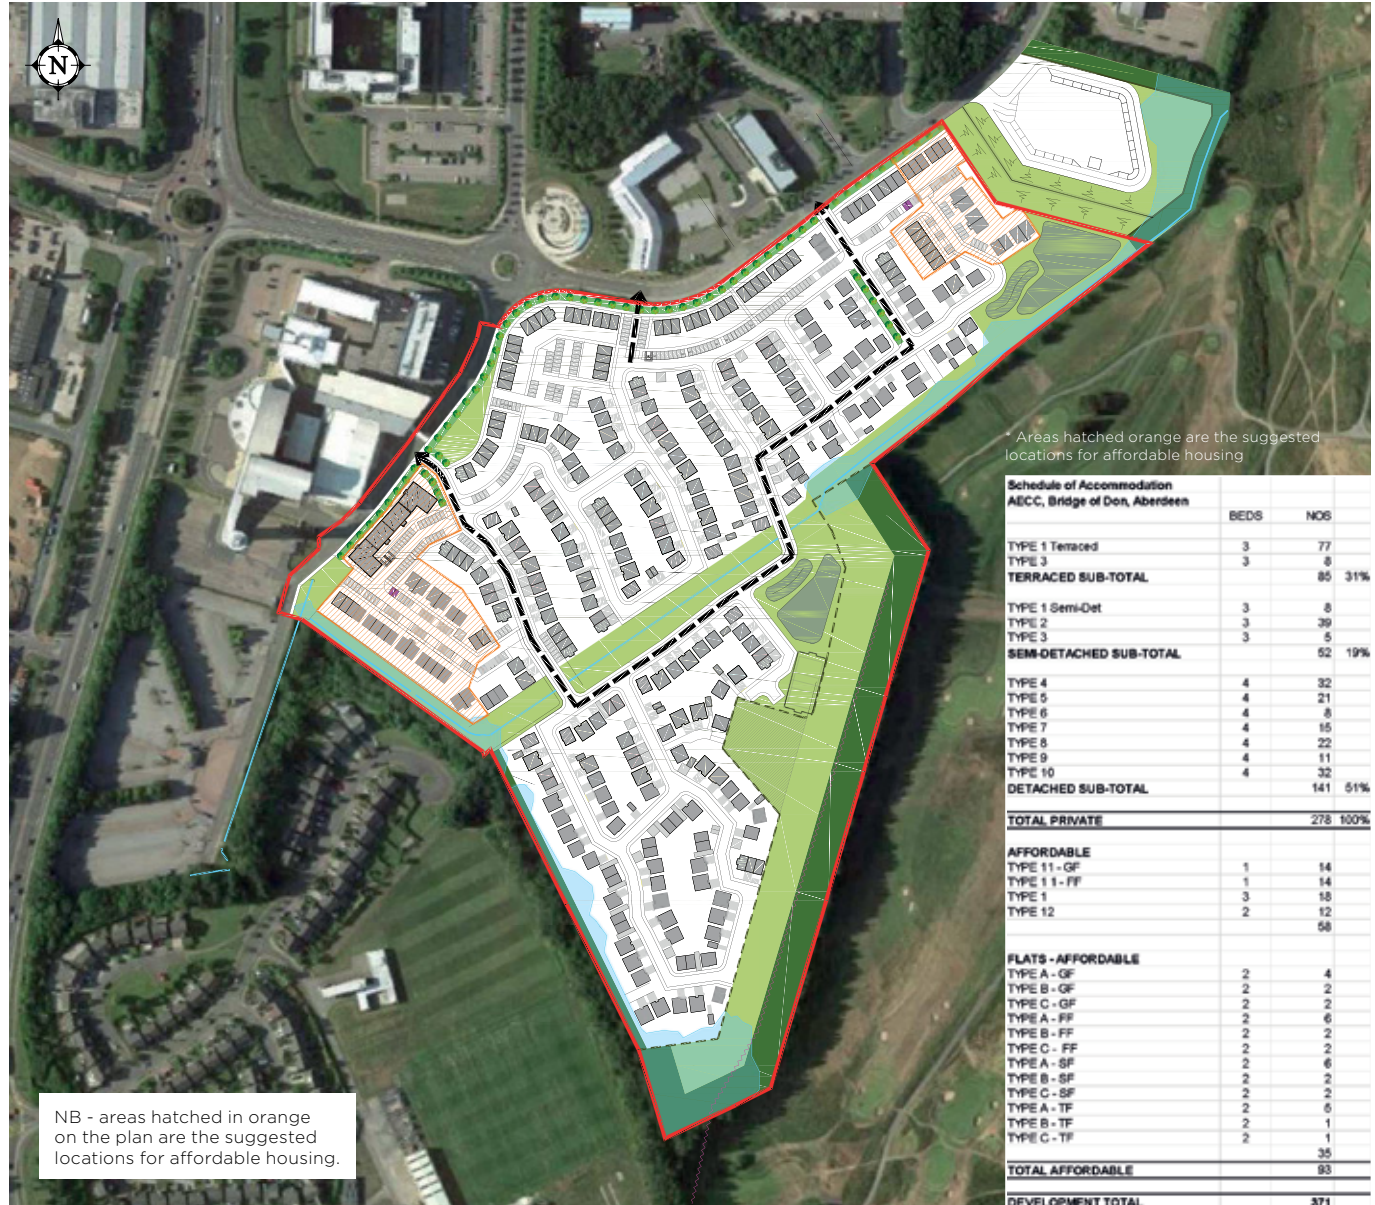 N
* Areas hatched orange are the suggested
locations for affordable housing
Schedule of Accommodation
AECC, Bridge of Don, Aberdeen
BEDS NOS
TYPE 1 Terraced 3 77
TYPE 3 3 8
TERRACED SUB-TOTAL 85 31%
TYPE 1 Semi-Det 3 8
TYPE 2 3 39
TYPE 3 3 5
SEMI-DETACHED SUB-TOTAL 52 19%
TYPE 4 4 32
TYPE 5 4 21
TYPE 6 4 8
TYPE 7 4 15
TYPE 8 4 22
TYPE 9 4 11
TYPE 10 4 32
DETACHED SUB-TOTAL 141 51%
TOTAL PRIVATE 278 100%
AFFORDABLE
TYPE 11 - GF 1 14
TYPE 1 1 - FF 1 14
TYPE 1 3 18
TYPE 12 2 12
58
FLATS - AFFORDABLE
TYPE A - GF 2 4
TYPE B - GF 2 2
TYPE C - GF 2 2
TYPE A - FF 2 6
TYPE B - FF 2 2
TYPE C - FF 2 2
TYPE A - SF 2 6
TYPE B - SF 2 2
TYPE C - SF 2 2
TYPE A - TF 2 5
TYPE B - TF 2 1
TYPE C - TF 2 1
35
TOTAL AFFORDABLE 93
DEVELOPMENT TOTAL 371
NB - areas hatched in orange
on the plan are the suggested
locations for affordable housing.